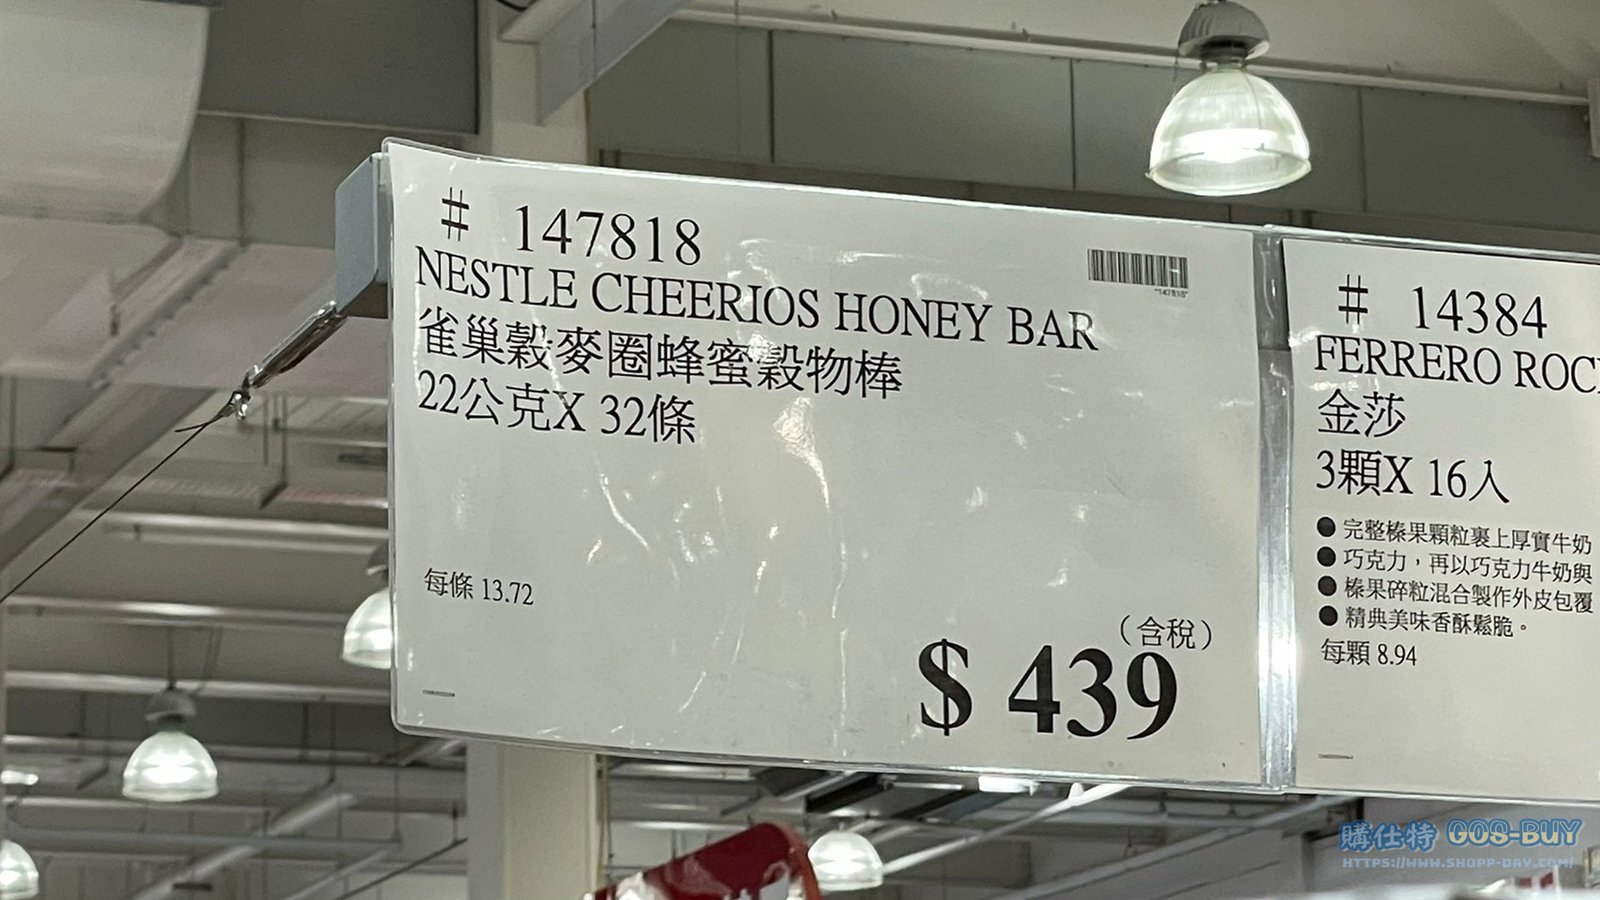 # 147818
NESTLE CHEERIOS HONEY BAR
雀巢穀麥圈蜂蜜穀物棒
22公克X 32條
每條 13.72
(含稅)
$ 439
"147818"
# 14384
FERRERO ROC
金莎
3顆X 16入
● 完整榛果顆粒裹上厚實牛奶
● 巧克力，再以巧克力牛奶與
● 榛果碎粒混合製作外皮包覆
● 精典美味香酥鬆脆。
每顆 8.94
購仕特 GOS-BUY
HTTPS://WWW.SHOPP-DAY.COM/